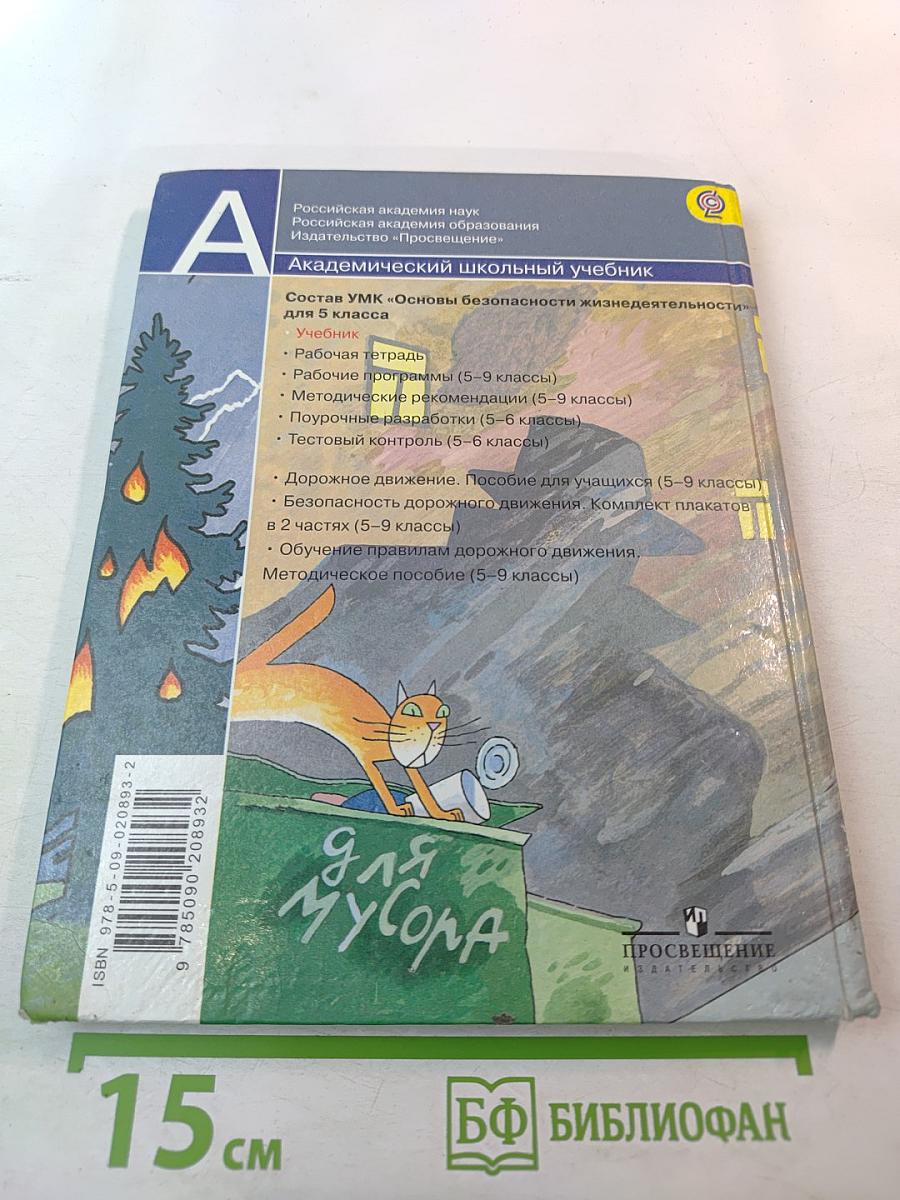 А
Российская академия наук
Российская академия образования
Издательство «Просвещение»
Академический школьный учебник
Состав УМК «Основы безопасности жизнедеятельности»
для 5 класса
• Учебник
• Рабочая тетрадь
• Рабочие программы (5–9 классы)
• Методические рекомендации (5–9 классы)
• Поурочные разработки (5–6 классы)
• Тестовый контроль (5–6 классы)
• Дорожное движение. Пособие для учащихся (5–9 классы)
• Безопасность дорожного движения. Комплект плакатов
в 2 частях (5–9 классы)
• Обучение правилам дорожного движения.
Методическое пособие (5–9 классы)
ISBN 978-5-09-020893-2
9 785090 208932
для
мусора
ПРОСВЕЩЕНИЕ
ИЗДАТЕЛЬСТВО
15 см
БФ БИБЛИОФАН